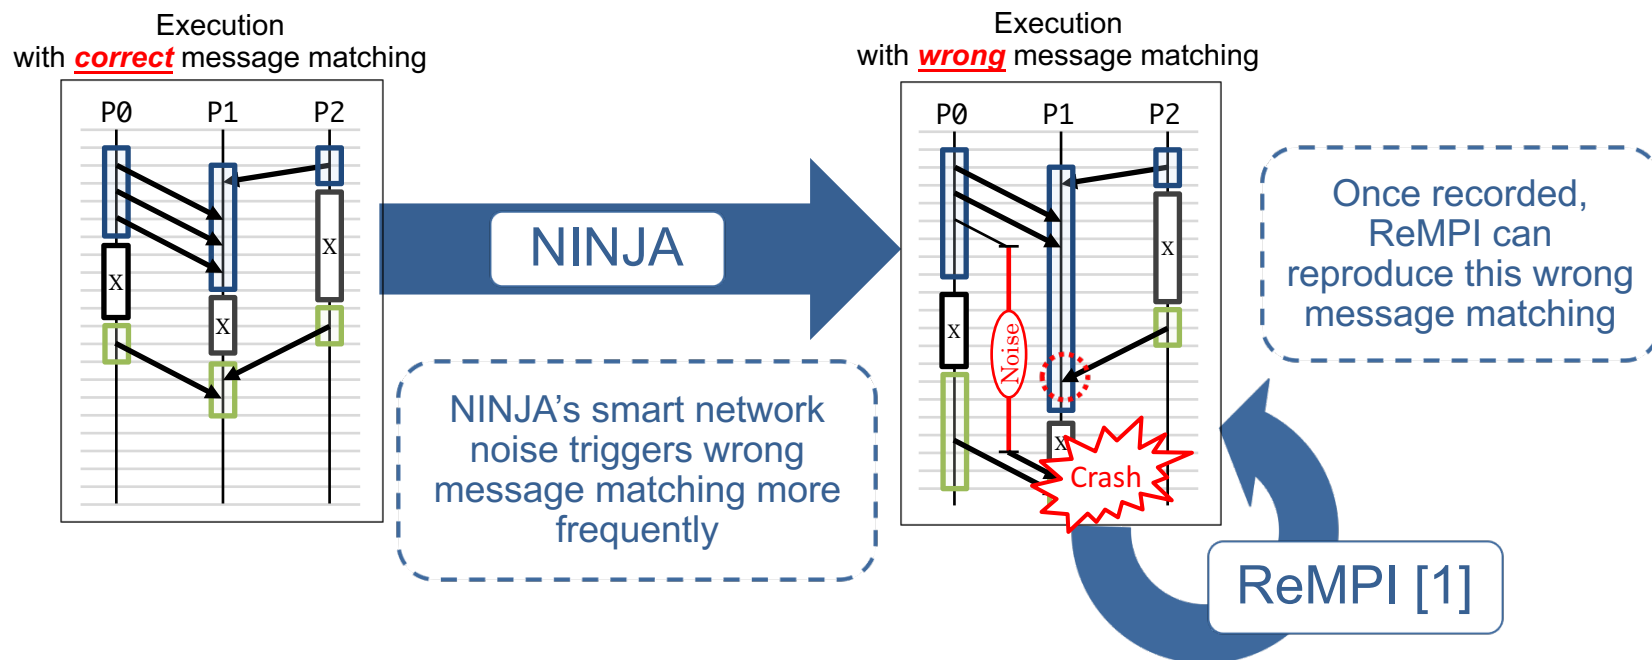 Execution
with correct message matching
P0 P1 P2
X
X
X
NINJA
NINJA’s smart network
noise triggers wrong
message matching more
frequently
Execution
with wrong message matching
P0 P1 P2
X
X
Noise
X
Crash
Once recorded,
ReMPI can
reproduce this wrong
message matching
ReMPI [1]